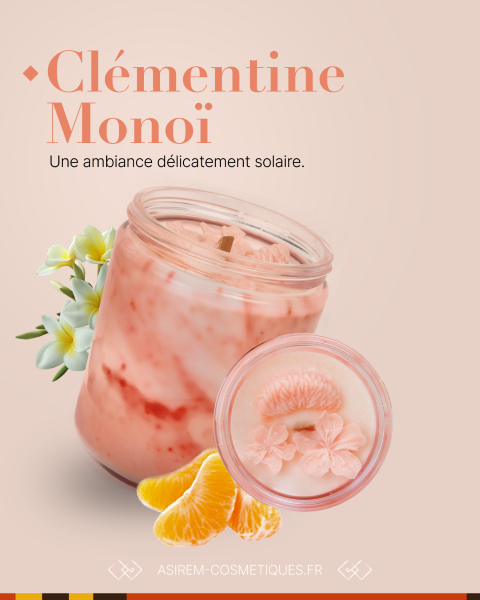 Clémentine
Monoï
Une ambiance délicatement solaire.
ASIREM-COSMETIQUES.FR